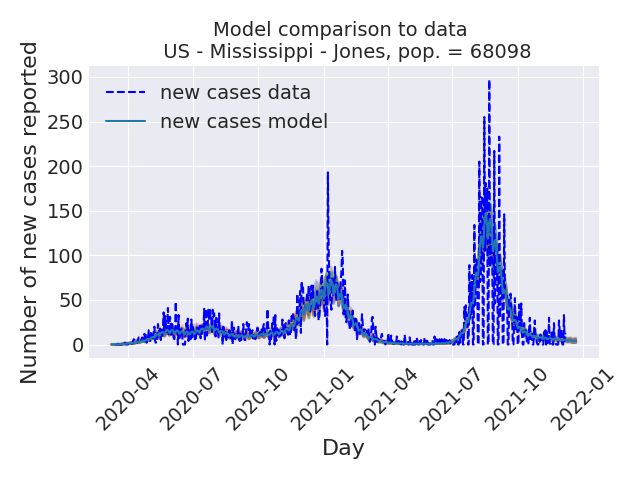 Model comparison to data
US - Mississippi - Jones, pop. = 68098
Number of new cases reported
300
250
200
150
100
50
0
new cases data
new cases model
2020-04
2020-07
2020-10
2021-01
2021-04
2021-07
2021-10
2022-01
Day